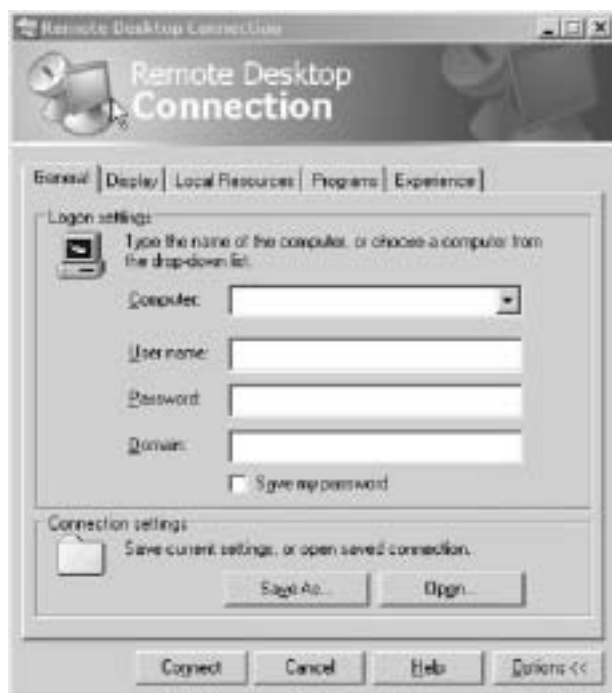 Remote Desktop Connection
Remote Desktop
Connection
General Display Local Resources Programs Experience
Logon settings
Type the name of the computer, or choose a computer from
the drop-down list.
Computer:
User name:
Password:
Domain:
Save my password
Connection settings
Save current settings, or open saved connection.
Save As... Open...
Connect Cancel Help Options <<